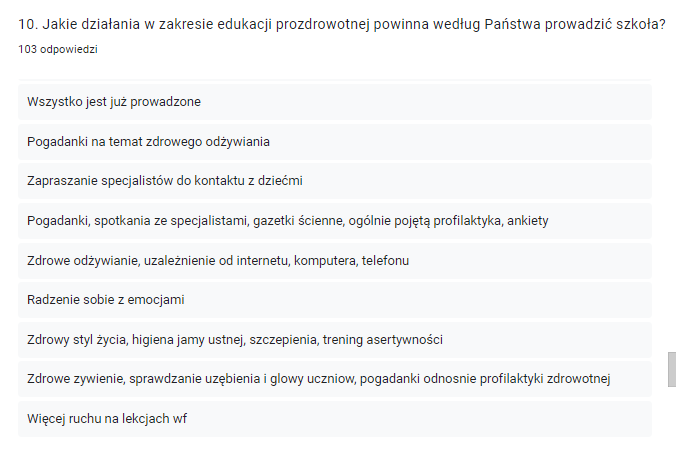 10. Jakie działania w zakresie edukacji prozdrowotnej powinna według Państwa prowadzić szkoła?
103 odpowiedzi
Wszystko jest już prowadzone
Pogadanki na temat zdrowego odżywiania
Zapraszanie specjalistów do kontaktu z dziećmi
Pogadanki, spotkania ze specjalistami, gazetki ścienne, ogólnie pojętą profilaktyka, ankiety
Zdrowe odżywianie, uzależnienie od internetu, komputera, telefonu
Radzenie sobie z emocjami
Zdrowy styl życia, higiena jamy ustnej, szczepienia, trening asertywności
Zdrowe zywienie, sprawdzanie uzębienia i glowy uczniow, pogadanki odnosnie profilaktyki zdrowotnej
Więcej ruchu na lekcjach wf